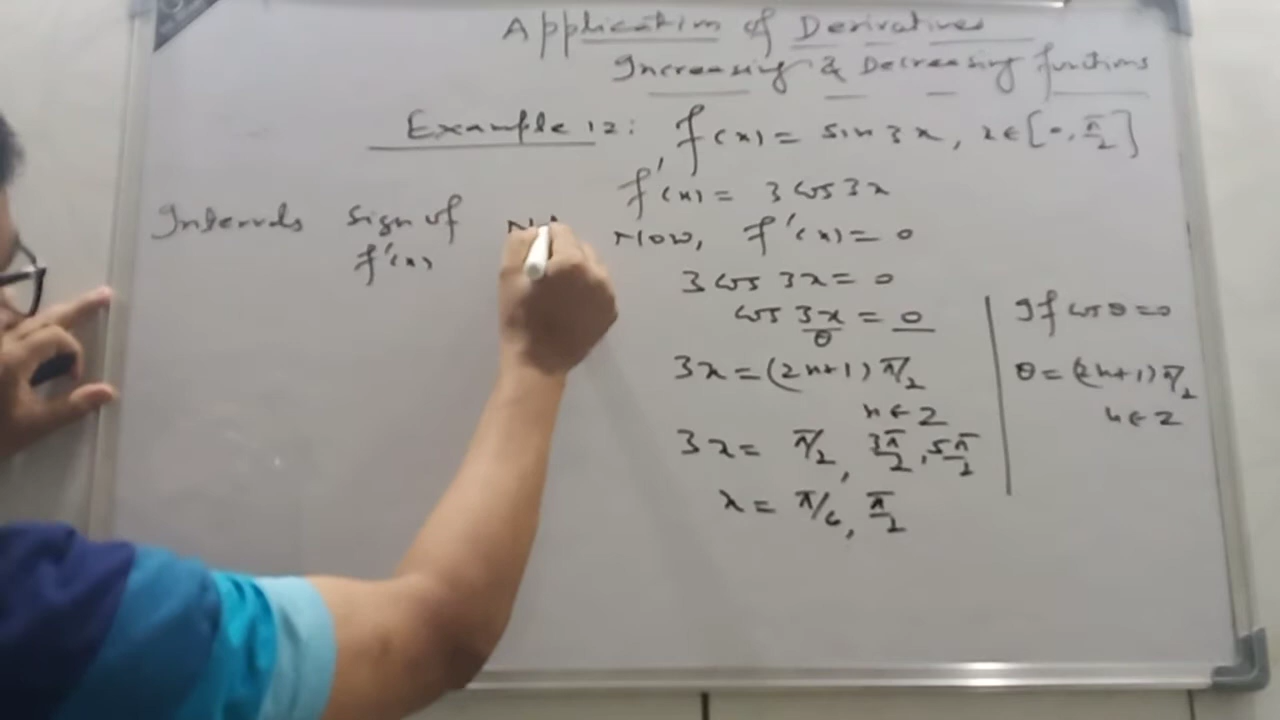 Application of Derivatives
Increasing & Decreasing functions
Example 12: f(x) = sin 3x, x ∈ [0, π/2]
f'(x) = 3 cos 3x
Now, f'(x) = 0
3 cos 3x = 0
cos 3x = 0
θ
3x = (2n+1) π/2
n ∈ Z
3x = π/2, 3π/2, 5π/2
x = π/6, π/2
If cos θ = 0
θ = (2n+1) π/2
n ∈ Z
Intervals Sign of
f'(x)